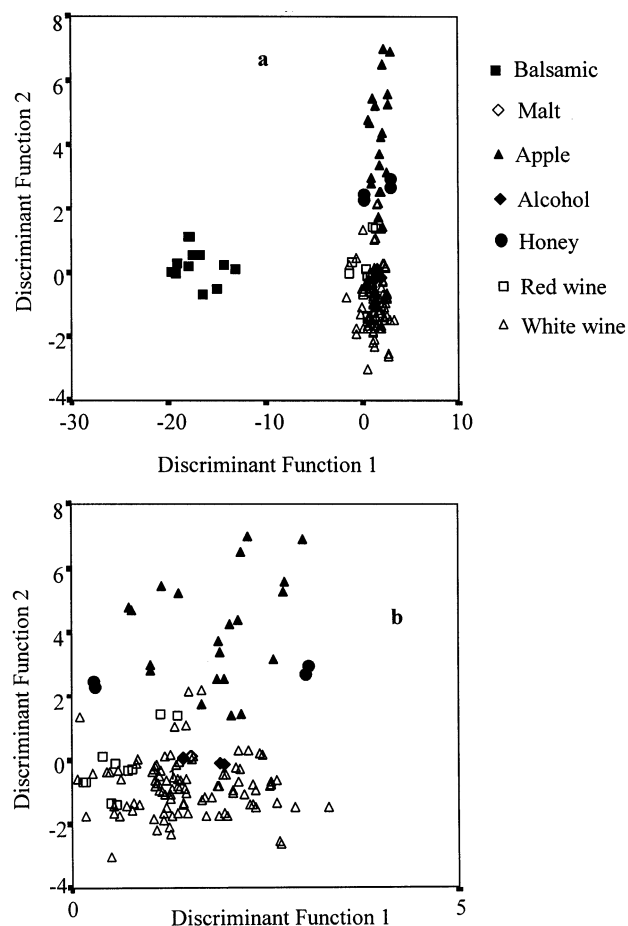 8
6
4
2
0
-2
-4
-30
-20
-10
0
10
a
Discriminant Function 2
Discriminant Function 1
Balsamic
Malt
Apple
Alcohol
Honey
Red wine
White wine
8
6
4
2
0
-2
-4
0
5
b
Discriminant Function 2
Discriminant Function 1